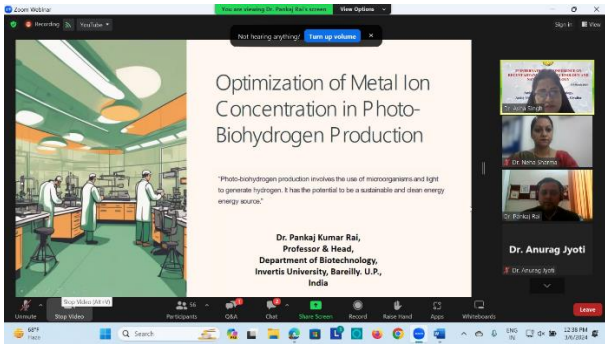 Zoom Webinar
You are viewing Dr. Pankaj Rai's screen
View Options
Recording
YouTube
Sign in
View
Not hearing anything?
Turn up volume
Optimization of Metal Ion
Concentration in Photo-
Biohydrogen Production
"Photo-biohydrogen production involves the use of microorganisms and light
to generate hydrogen. It has the potential to be a sustainable and clean energy
energy source."
Dr. Pankaj Kumar Rai,
Professor & Head,
Department of Biotechnology,
Invertis University, Bareilly. U.P.,
India
Dr. Neha Sharma
Dr. Pankaj Rai
Dr. Anurag Jyoti
Dr. Anurag Jyoti
Stop Video (Alt+V)
56
Unmute
Stop Video
Participants
Q&A
Chat
Share Screen
Record
Raise Hand
Apps
Whiteboards
Leave
68°F
Haze
Search
ENG
IN
12:38 PM
3/6/2024